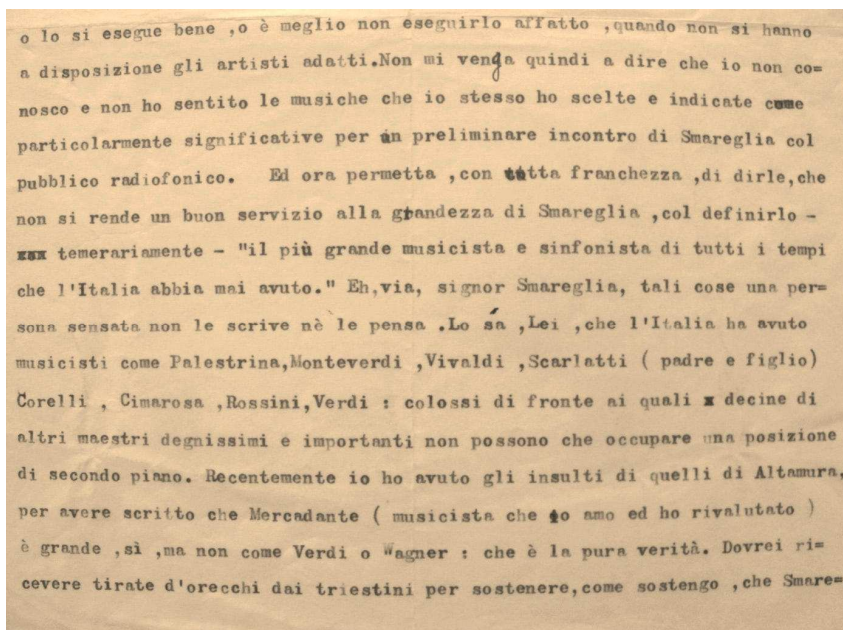 o lo si esegue bene ,o è meglio non eseguirlo affatto ,quando non si hanno
a disposizione gli artisti adatti.Non mi venga quindi a dire che io non co=
nosco e non ho sentito le musiche che io stesso ho scelte e indicate come
particolarmente significative per un preliminare incontro di Smareglia col
pubblico radiofonico. Ed ora permetta ,con tutta franchezza ,di dirle,che
non si rende un buon servizio alla grandezza di Smareglia ,col definirlo -
xxx temerariamente - "il più grande musicista e sinfonista di tutti i tempi
che l'Italia abbia mai avuto." Eh,via, signor Smareglia, tali cose una per=
sona sensata non le scrive nè le pensa .Lo sá ,Lei ,che l'Italia ha avuto
musicisti come Palestrina,Monteverdi ,Vivaldi ,Scarlatti ( padre e figlio)
Corelli , Cimarosa ,Rossini,Verdi : colossi di fronte ai quali x decine di
altri maestri degnissimi e importanti non possono che occupare una posizione
di secondo piano. Recentemente io ho avuto gli insulti di quelli di Altamura,
per avere scritto che Mercadante ( musicista che io amo ed ho rivalutato )
è grande ,sì ,ma non come Verdi o Wagner : che è la pura verità. Dovrei ri=
cevere tirate d'orecchi dai triestini per sostenere,come sostengo ,che Smare=